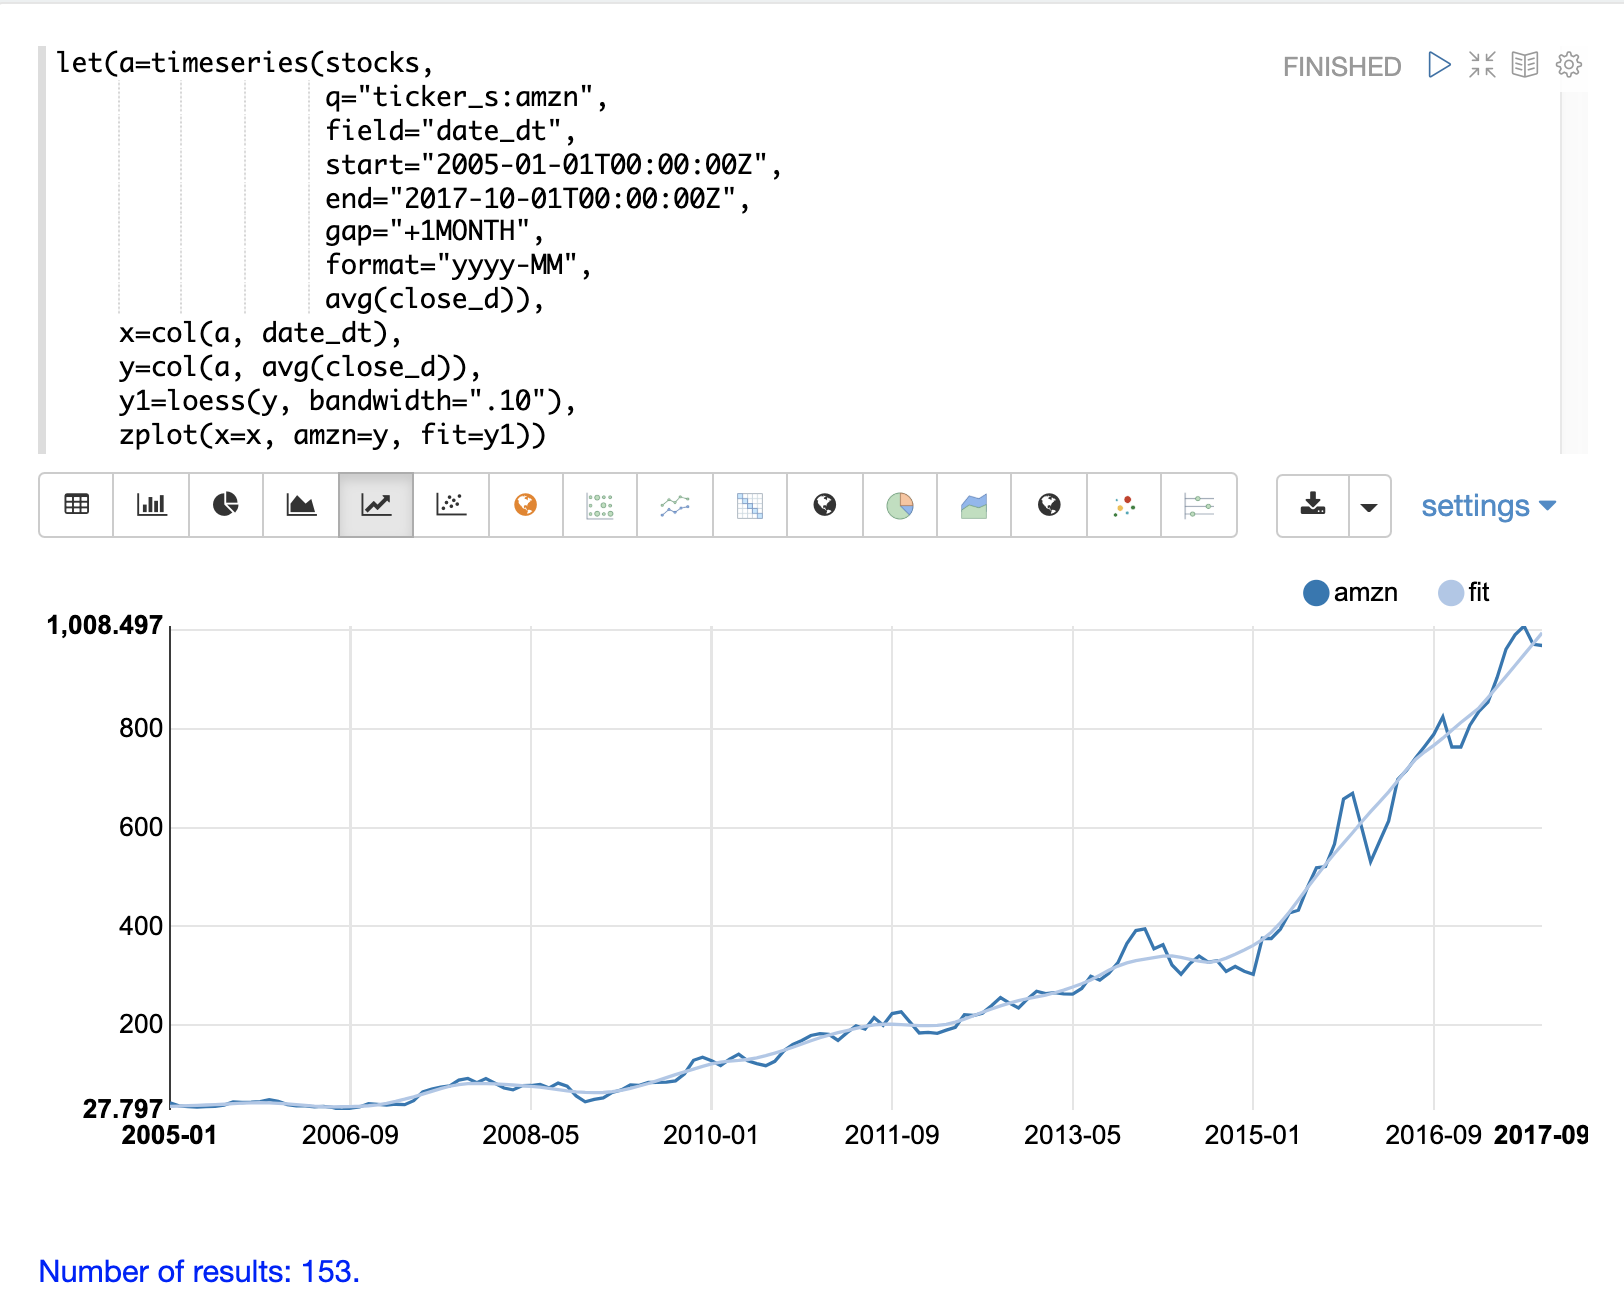 let(a=timeseries(stocks,
q="ticker_s:amzn",
field="date_dt",
start="2005-01-01T00:00:00Z",
end="2017-10-01T00:00:00Z",
gap="+1MONTH",
format="yyyy-MM",
avg(close_d)),
x=col(a, date_dt),
y=col(a, avg(close_d)),
y1=loess(y, bandwidth=".10"),
zplot(x=x, amzn=y, fit=y1))
FINISHED
settings
amzn fit
1,008.497
800
600
400
200
27.797
2005-01 2006-09 2008-05 2010-01 2011-09 2013-05 2015-01 2016-09 2017-09
Number of results: 153.